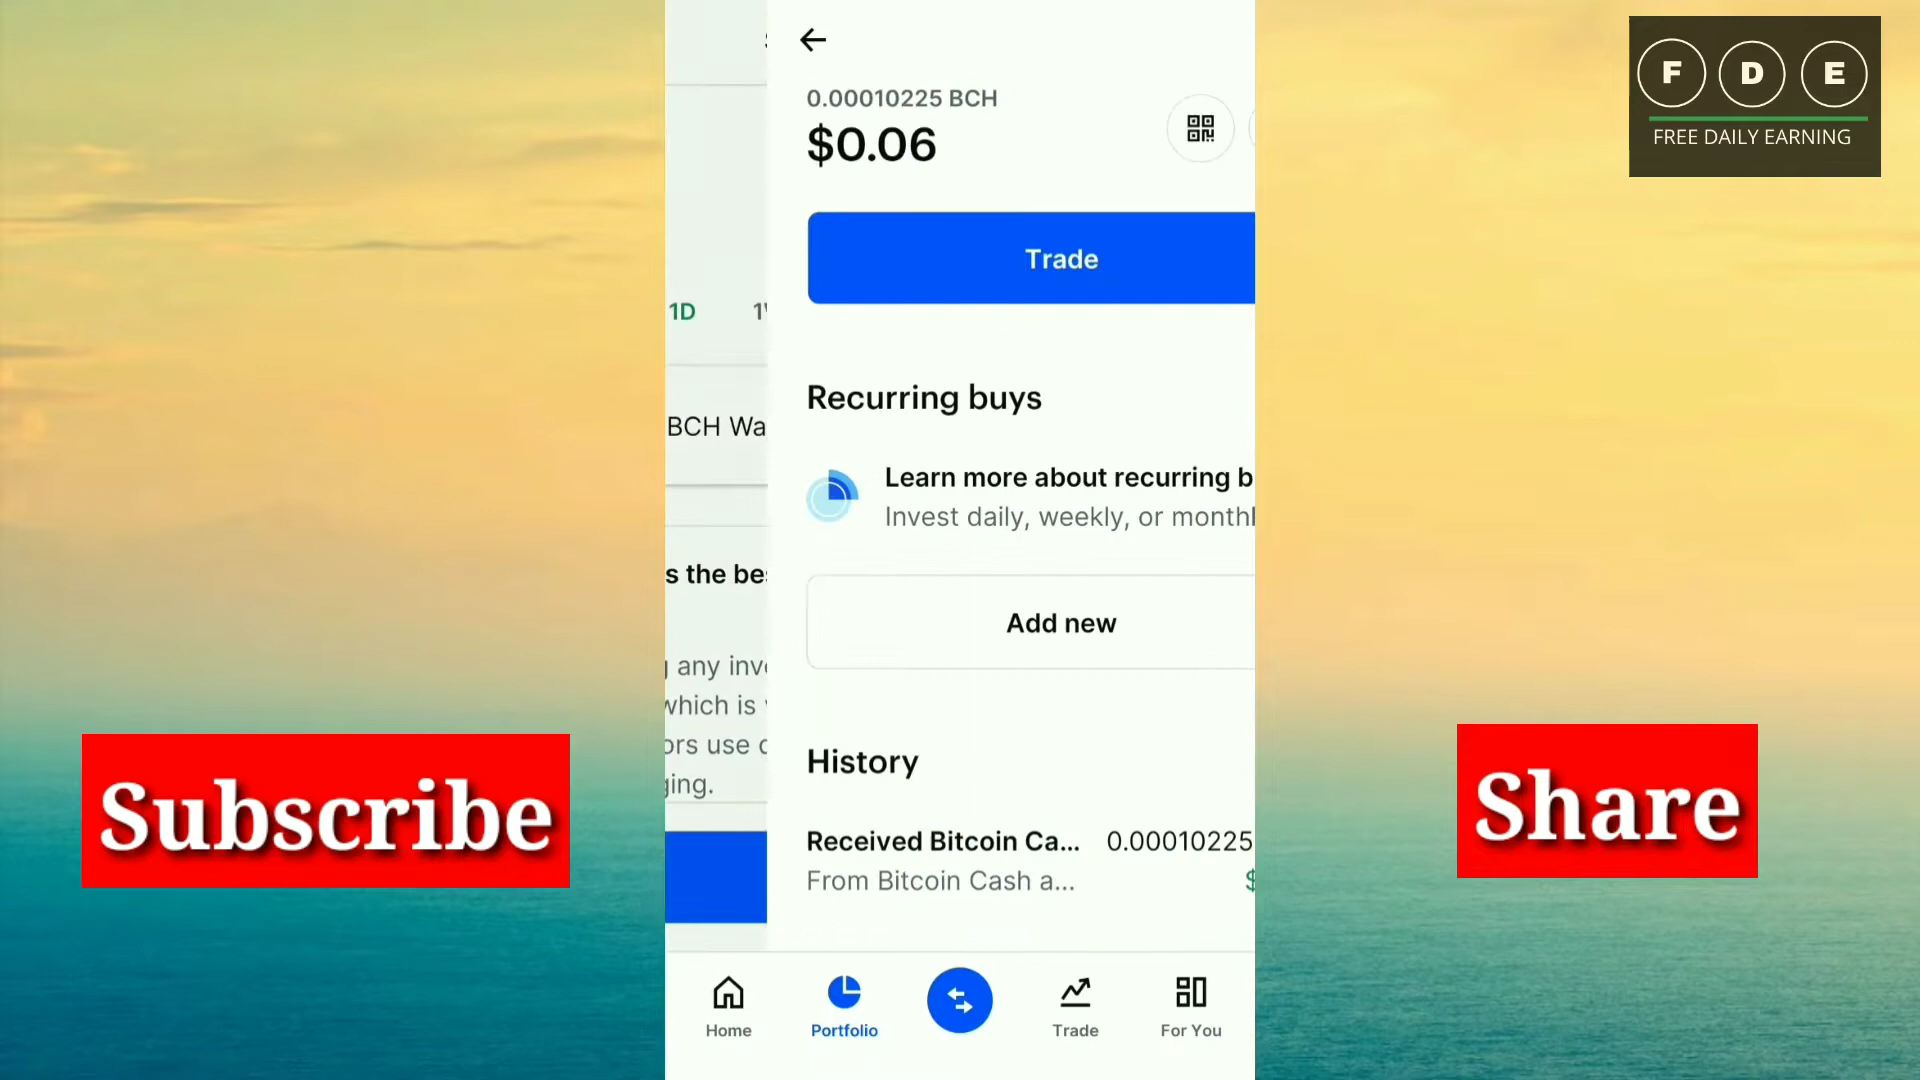 0.00010225 BCH
$0.06
Trade
1D
BCH Wa
Recurring buys
Learn more about recurring b
Invest daily, weekly, or monthl
s the be
Add new
any inv
which is
ors use
ging.
History
Received Bitcoin Ca... 0.00010225
From Bitcoin Cash a... $
Home
Portfolio
Trade
For You
Subscribe
Share
F D E
FREE DAILY EARNING